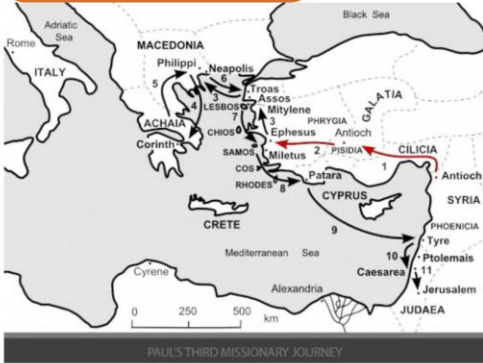 Adriatic
Sea
Black Sea
Rome
MACEDONIA
ITALY
Philippi
Neapolis
6
5
4
3
Troas
Assos
LESBOS
7
Mitylene
3
GALATIA
PHRYGIA
ACHAIA
CHIOS
Ephesus
Antioch
CILICIA
Corinth
2
PISIDIA
1
SAMOS
Miletus
Antioch
COS
Patara
RHODES
8
CYPRUS
SYRIA
CRETE
PHOENICIA
9
Tyre
Mediterranean Sea
10
Ptolemais
Cyrene
Caesarea
11
Alexandria
Jerusalem
0 250 500
km
JUDAEA
PAUL'S THIRD MISSIONARY JOURNEY